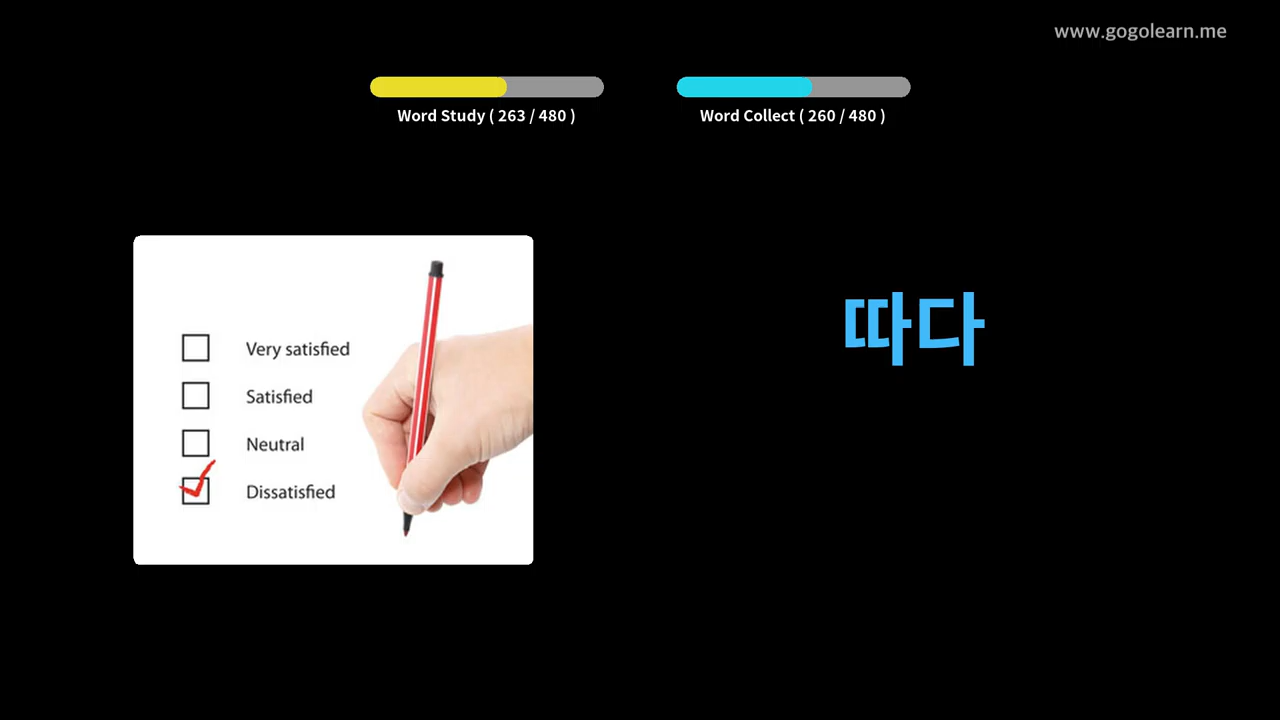 www.gogolearn.me
Word Study ( 263 / 480 )
Word Collect ( 260 / 480 )
Very satisfied
Satisfied
Neutral
Dissatisfied
따다